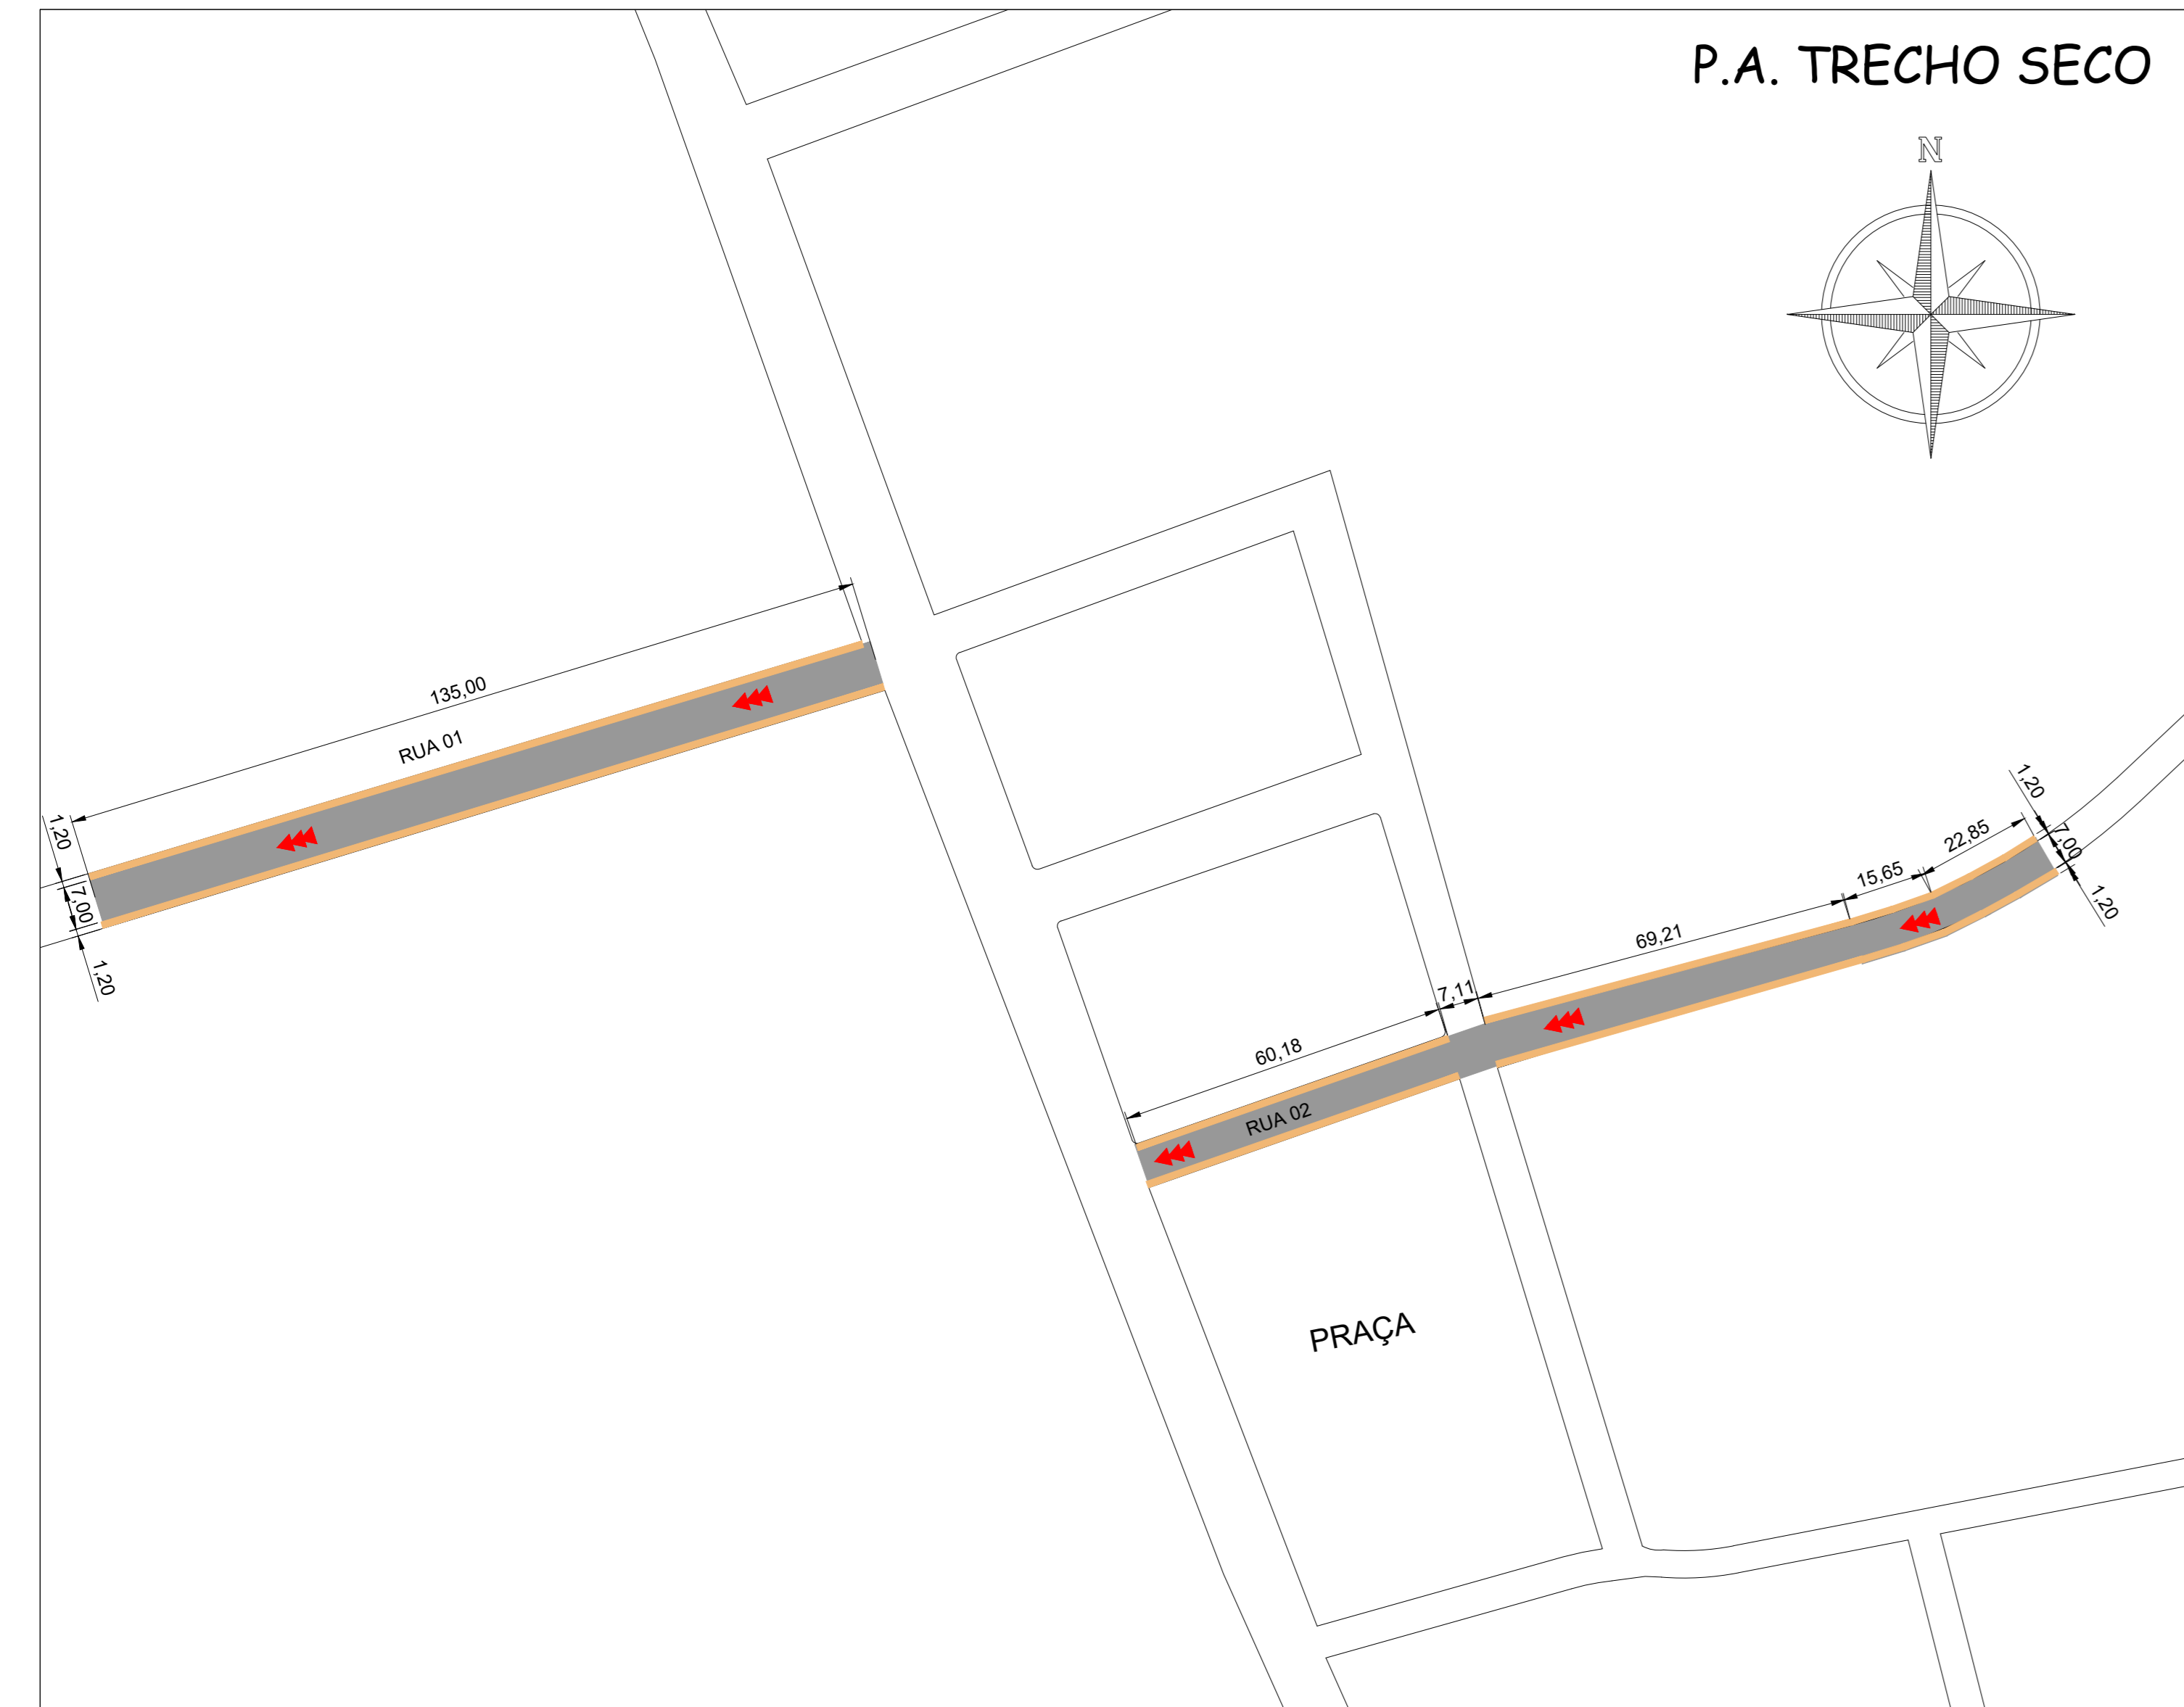 P.A. TRECHO SECO
N
135,00
RUA 01
1,20
7,00
1,20
1,20
7,00
1,20
22,85
15,65
69,21
7,11
60,18
RUA 02
PRAÇA